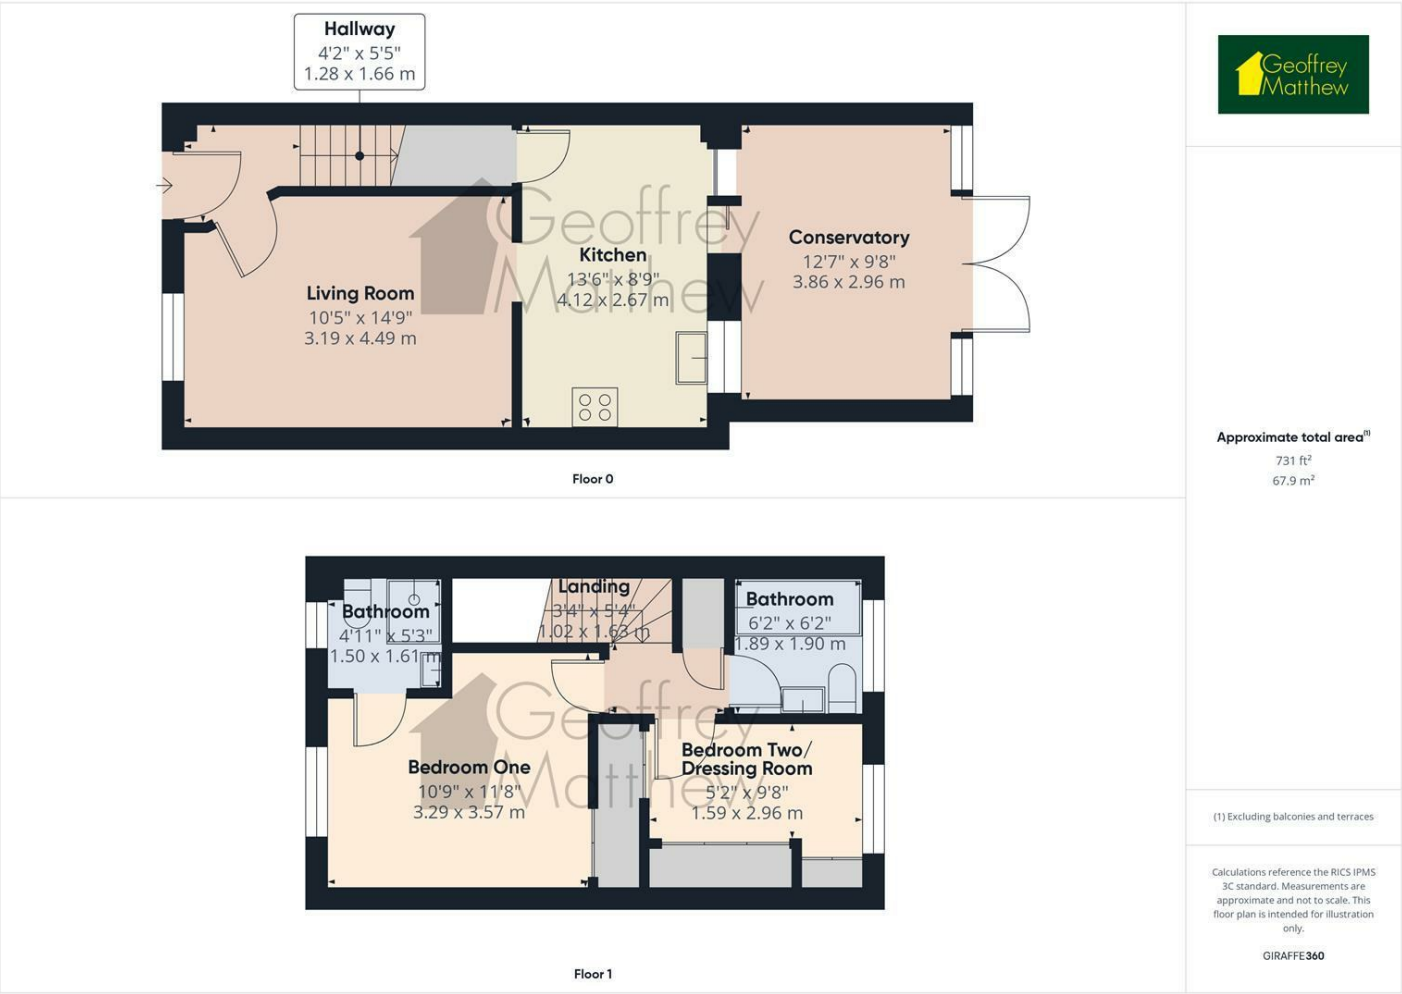 Hallway
4'2" x 5'5"
1.28 x 1.66 m
Geoffrey
Matthew
Living Room
10'5" x 14'9"
3.19 x 4.49 m
Geoffrey
Matthew
Kitchen
13'6" x 8'9"
4.12 x 2.67 m
Conservatory
12'7" x 9'8"
3.86 x 2.96 m
Floor 0
Approximate total area(1)
731 ft²
67.9 m²
Bathroom
4'11" x 5'3"
1.50 x 1.61 m
Landing
3'4" x 5'4"
1.02 x 1.63 m
Bathroom
6'2" x 6'2"
1.89 x 1.90 m
Geoffrey
Matthew
Bedroom One
10'9" x 11'8"
3.29 x 3.57 m
Bedroom Two/
Dressing Room
5'2" x 9'8"
1.59 x 2.96 m
Floor 1
(1) Excluding balconies and terraces
Calculations reference the RICS IPMS
3C standard. Measurements are
approximate and not to scale. This
floor plan is intended for illustration
only.
GIRAFFE360